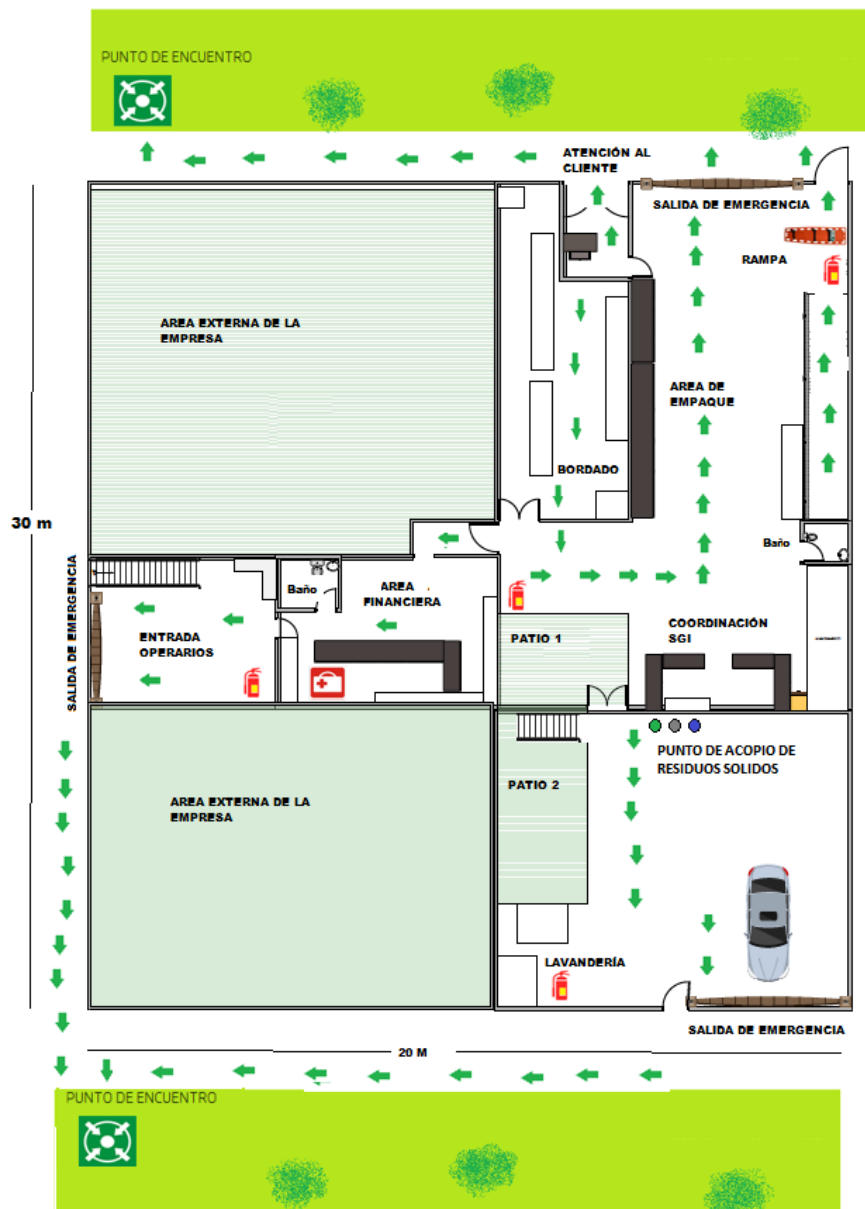 PUNTO DE ENCUENTRO
ATENCIÓN AL
CLIENTE
SALIDA DE EMERGENCIA
RAMPA
AREA EXTERNA DE LA
EMPRESA
AREA DE
EMPAQUE
BORDADO
30 m
Baño
SALIDA DE EMERGENCIA
Baño
AREA
FINANCIERA
ENTRADA
OPERARIOS
PATIO 1
COORDINACIÓN
SGI
PUNTO DE ACOPIO DE
RESIDUOS SOLIDOS
PATIO 2
AREA EXTERNA DE LA
EMPRESA
LAVANDERÍA
SALIDA DE EMERGENCIA
20 M
PUNTO DE ENCUENTRO